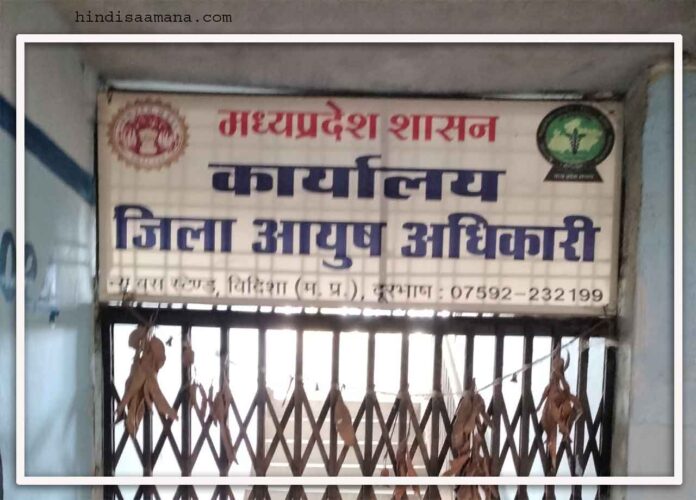 hindisaamana.com
मध्यप्रदेश शासन
कार्यालय
जिला आयुष अधिकारी
न्यू बस स्टेण्ड, विदिशा (म. प्र.), दूरभाष : 07592-232199